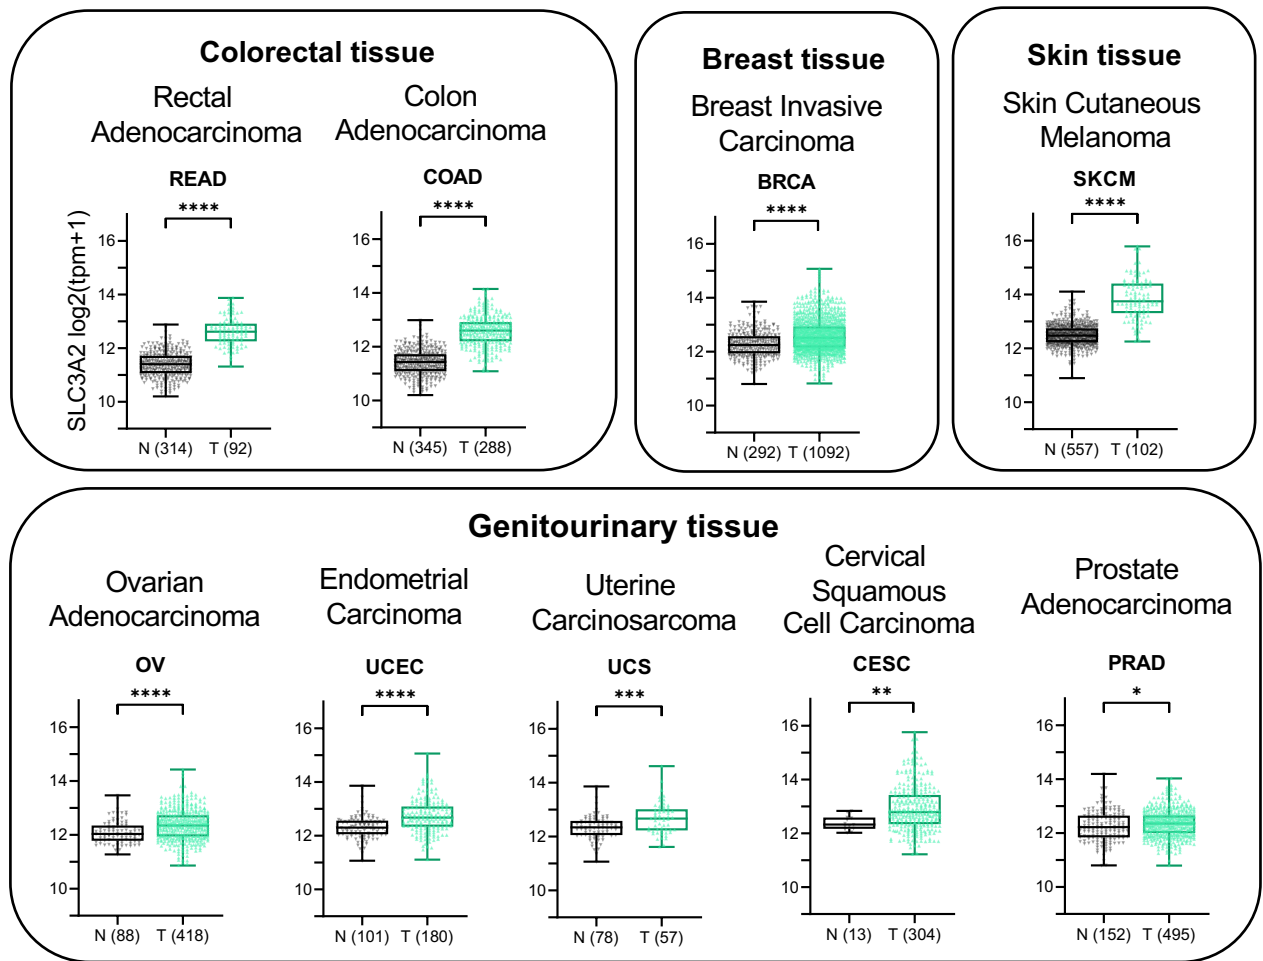 Colorectal tissue
Rectal
Adenocarcinoma
Colon
Adenocarcinoma
READ
COAD
****
****
SLC3A2 log2(tpm+1)
16
14
12
10
16
14
12
10
N (314) T (92)
N (345) T (288)
Breast tissue
Breast Invasive
Carcinoma
BRCA
****
16
14
12
10
N (292) T (1092)
Skin tissue
Skin Cutaneous
Melanoma
SKCM
****
16
14
12
10
N (557) T (102)
Genitourinary tissue
Ovarian
Adenocarcinoma
OV
****
16
14
12
10
N (88) T (418)
Endometrial
Carcinoma
UCEC
****
16
14
12
10
N (101) T (180)
Uterine
Carcinosarcoma
UCS
***
16
14
12
10
N (78) T (57)
Cervical
Squamous
Cell Carcinoma
CESC
**
16
14
12
10
N (13) T (304)
Prostate
Adenocarcinoma
PRAD
*
16
14
12
10
N (152) T (495)